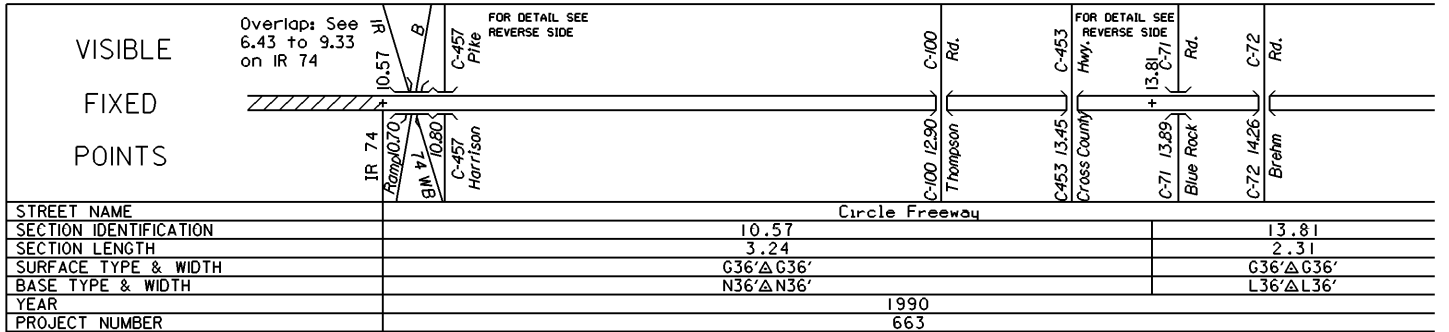 VISIBLE
FIXED
POINTS
Overlap: See
6.43 to 9.33
on IR 74
IR
10.57
B
C-457
Pike
FOR DETAIL SEE
REVERSE SIDE
C-100
Rd.
C-453
Hwy.
FOR DETAIL SEE
REVERSE SIDE
13.81
C-71
Rd.
C-72
IR 74
Ramp
10.70
74 WB
10.80
C-457
Harrison
C-100 12.90
Thompson
C453 13.45
Cross County
C-71 13.89
Blue Rock
C-72 14.26
Brehm
STREET NAME Circle Freeway
SECTION IDENTIFICATION 10.57 13.81
SECTION LENGTH 3.24 2.31
SURFACE TYPE & WIDTH G36'△G36' G36'△G36'
BASE TYPE & WIDTH N36'△N36' L36'△L36'
YEAR 1990
PROJECT NUMBER 663